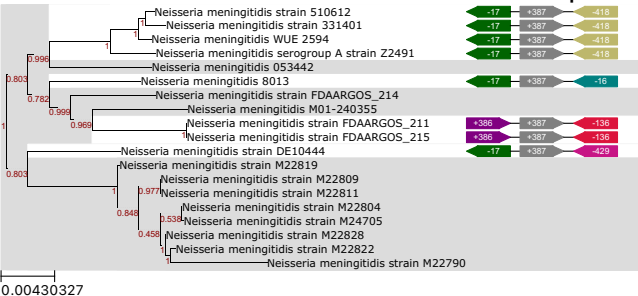 Neisseria meningitidis strain 510612 -17 +387 -418
1 Neisseria meningitidis strain 331401 -17 +387 -418
1 Neisseria meningitidis WUE 2594 -17 +387 -418
1 Neisseria meningitidis serogroup A strain Z2491 -17 +387 -418
0.996
Neisseria meningitidis 053442
0.803 Neisseria meningitidis 8013 -17 +387 -16
0.782 Neisseria meningitidis strain FDAARGOS_214
0.999 Neisseria meningitidis M01-240355
0.969 Neisseria meningitidis strain FDAARGOS_211 +386 +387 -136
1 1 Neisseria meningitidis strain FDAARGOS_215 +386 +387 -136
Neisseria meningitidis strain DE10444 -17 +387 -429
0.803 Neisseria meningitidis strain M22819
Neisseria meningitidis strain M22809
1 0.977 Neisseria meningitidis strain M22811
0.848 Neisseria meningitidis strain M22804
0.538 Neisseria meningitidis strain M24705
0.458 Neisseria meningitidis strain M22828
1 Neisseria meningitidis strain M22822
1 Neisseria meningitidis strain M22790
0.00430327